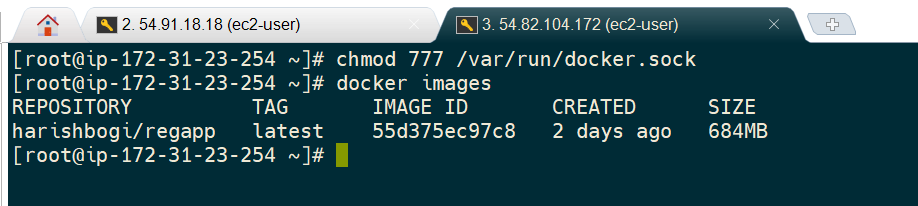 2. 54.91.18.18 (ec2-user)
3. 54.82.104.172 (ec2-user)
[root@ip-172-31-23-254 ~]# chmod 777 /var/run/docker.sock
[root@ip-172-31-23-254 ~]# docker images
REPOSITORY TAG IMAGE ID CREATED SIZE
harishbogi/regapp latest 55d375ec97c8 2 days ago 684MB
[root@ip-172-31-23-254 ~]#